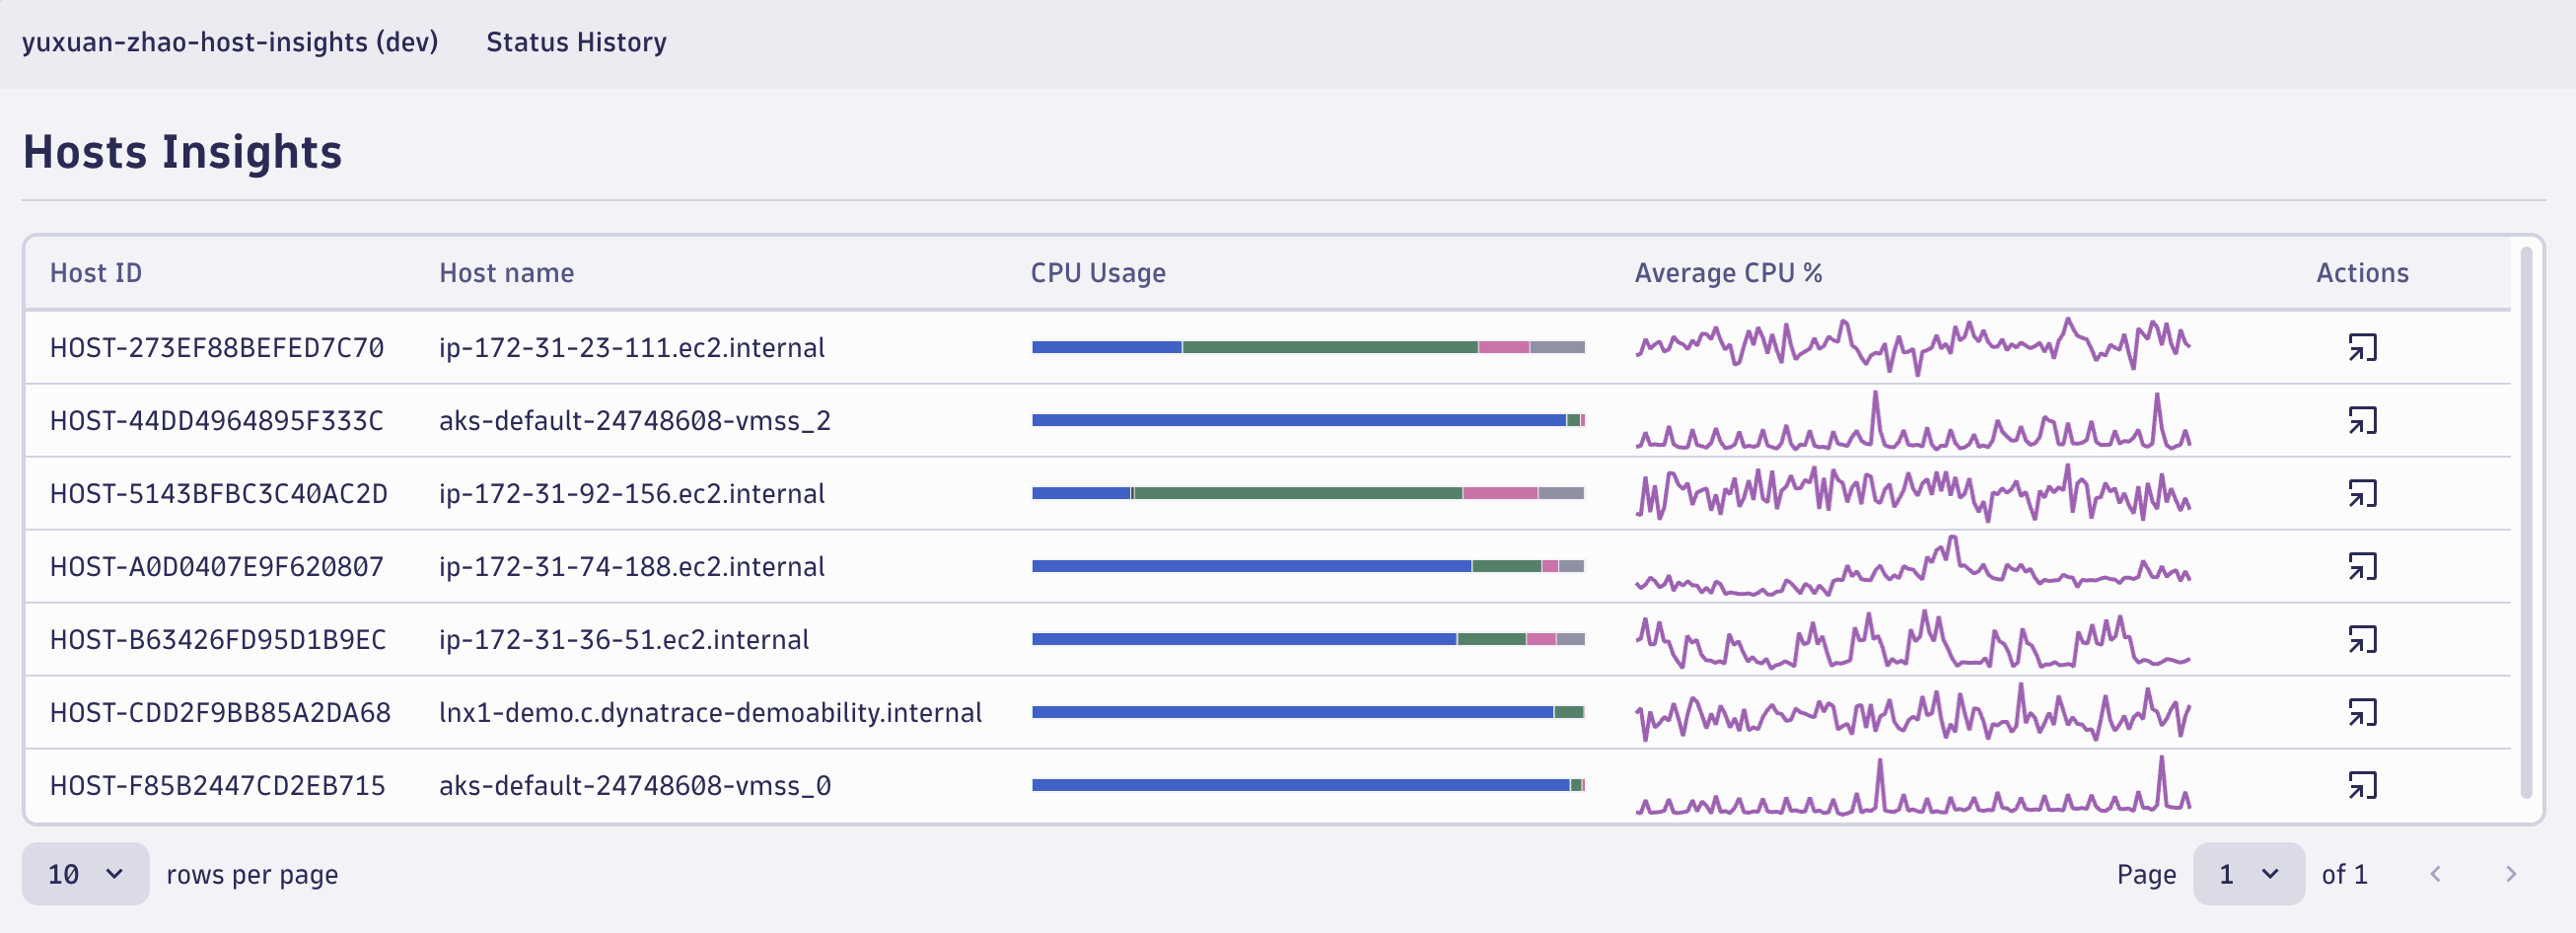 yuxuan-zhao-host-insights (dev) Status History
Hosts Insights
Host ID Host name CPU Usage Average CPU % Actions
HOST-273EF88BEFED7C70 ip-172-31-23-111.ec2.internal
HOST-44DD4964895F333C aks-default-24748608-vmss_2
HOST-5143BFBC3C40AC2D ip-172-31-92-156.ec2.internal
HOST-A0D0407E9F620807 ip-172-31-74-188.ec2.internal
HOST-B63426FD95D1B9EC ip-172-31-36-51.ec2.internal
HOST-CDD2F9BB85A2DA68 lnx1-demo.c.dynatrace-demoability.internal
HOST-F85B2447CD2EB715 aks-default-24748608-vmss_0
10 rows per page Page 1 of 1